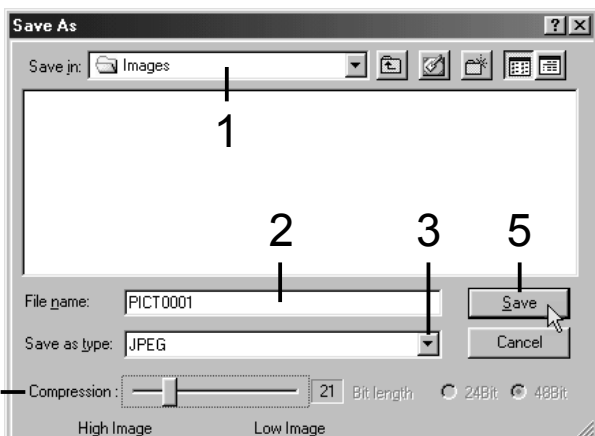 Save As
Save in: Images
1
2 3 5
File name: PICT0001 Save
Save as type: JPEG Cancel
Compression : 21 Bit length 24Bit 48Bit
High Image Low Image